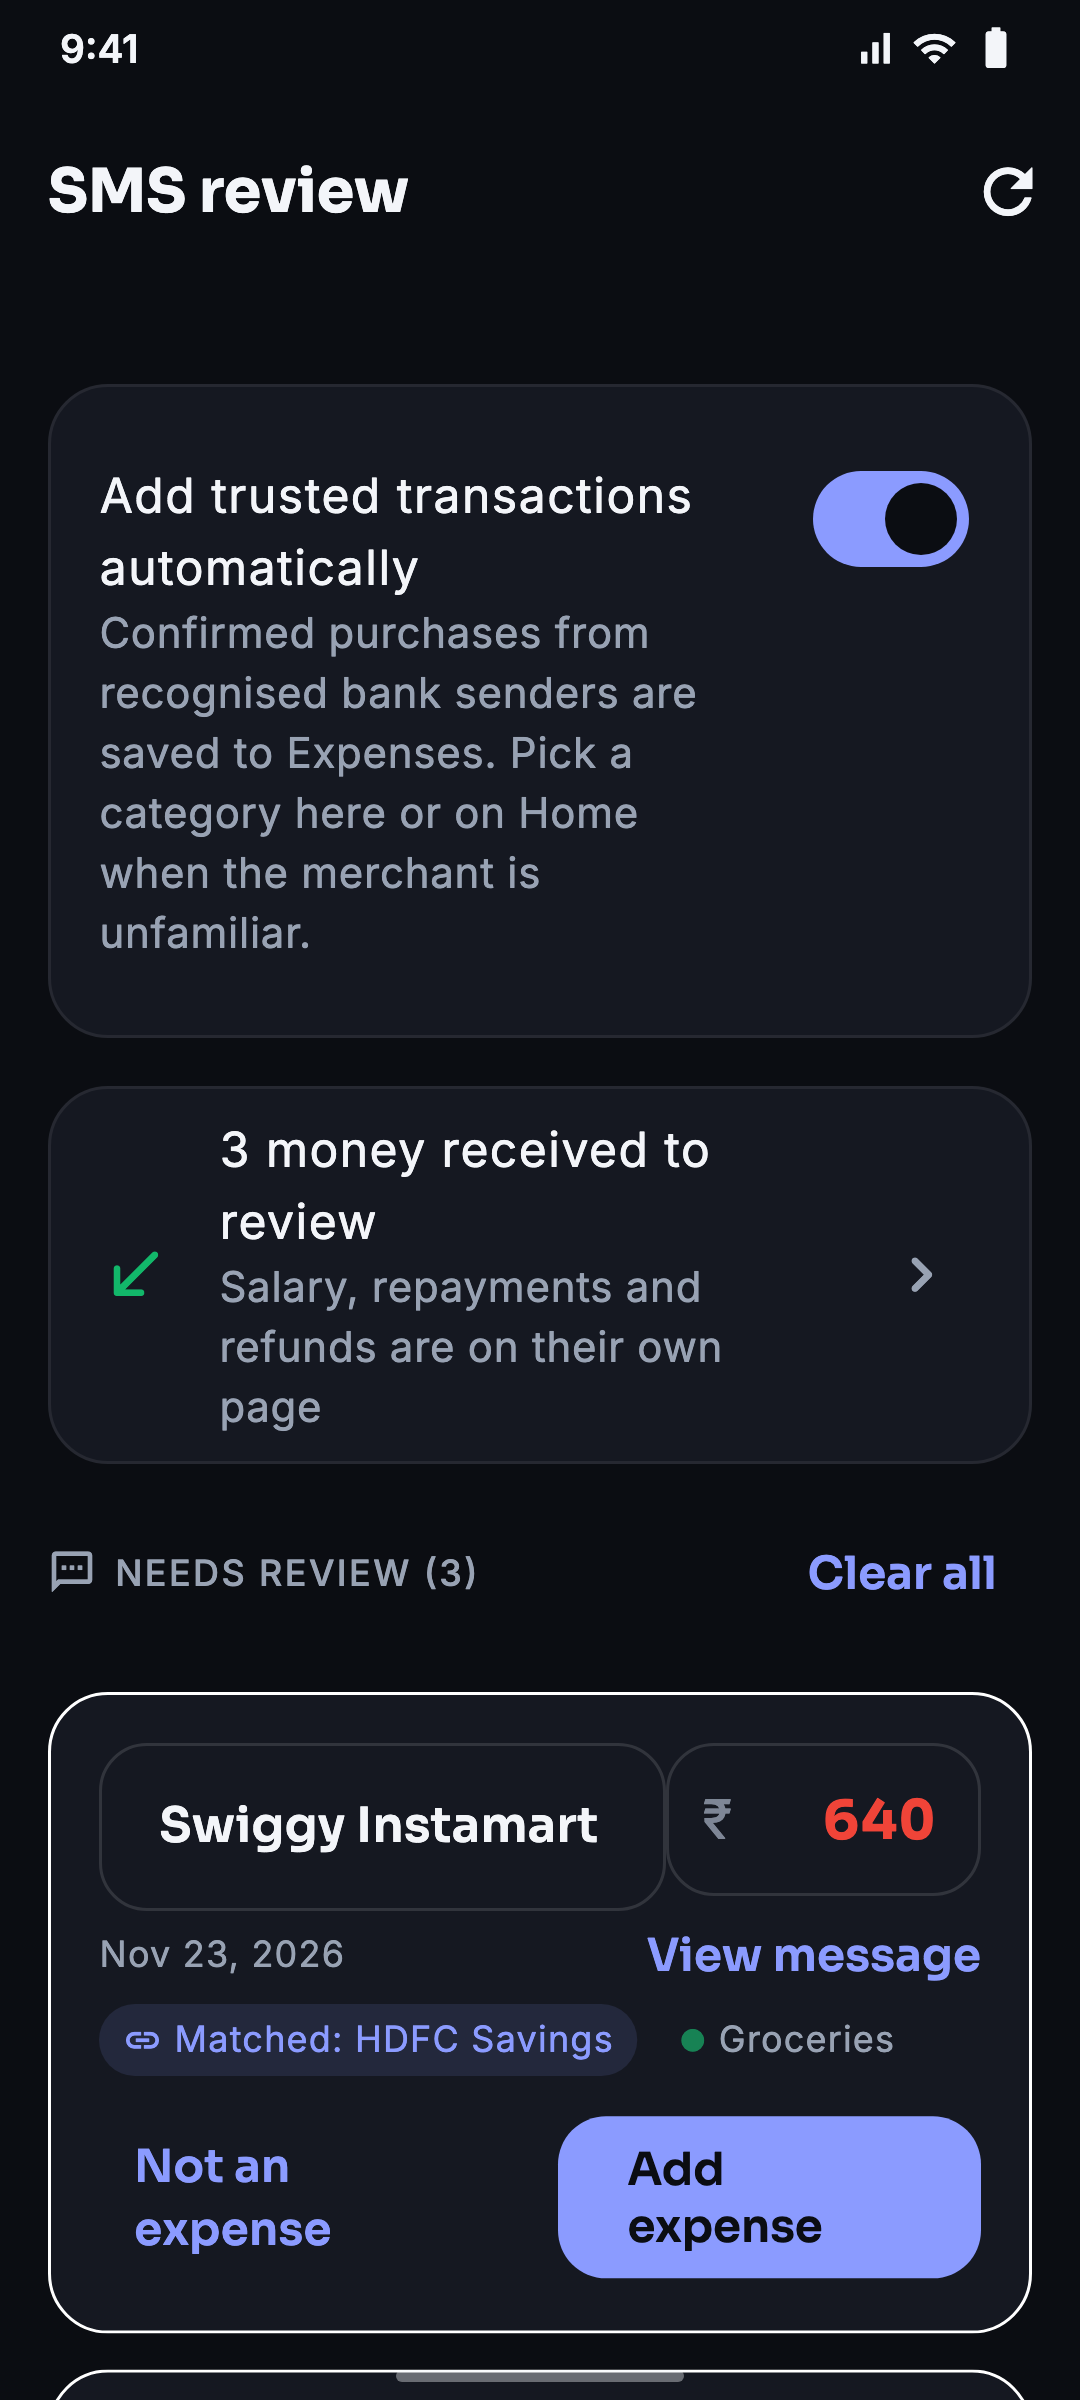 9:41
SMS review
Add trusted transactions
automatically
Confirmed purchases from
recognised bank senders are
saved to Expenses. Pick a
category here or on Home
when the merchant is
unfamiliar.
3 money received to
review
Salary, repayments and
refunds are on their own
page
NEEDS REVIEW (3)
Clear all
Swiggy Instamart
₹ 640
Nov 23, 2026
View message
Matched: HDFC Savings
Groceries
Not an
expense
Add
expense